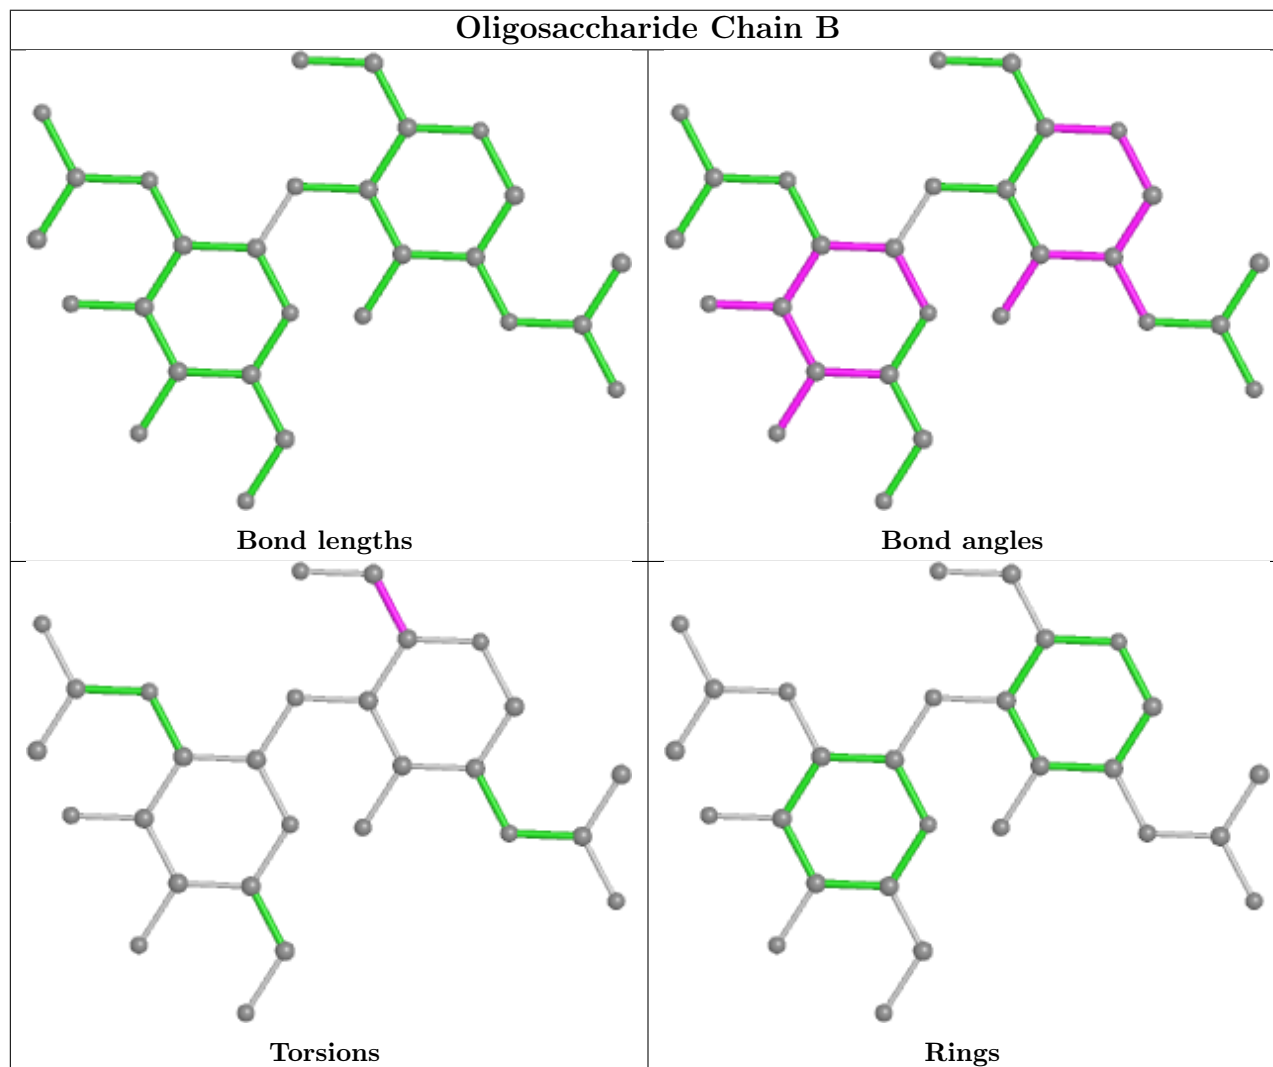 Oligosaccharide Chain B
Bond lengths
Bond angles
Torsions
Rings